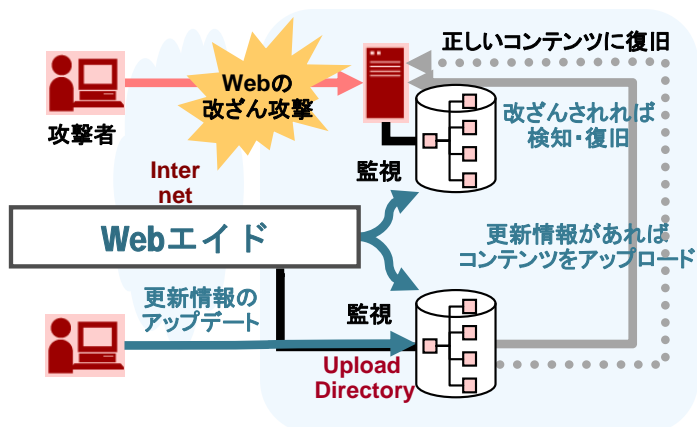 正しいコンテンツに復旧
Webの
改ざん攻撃
攻撃者
改ざんされれば
検知・復旧
Inter
net
監視
Webエイド
更新情報があれば
コンテンツをアップロード
更新情報の
アップデート
監視
Upload
Directory